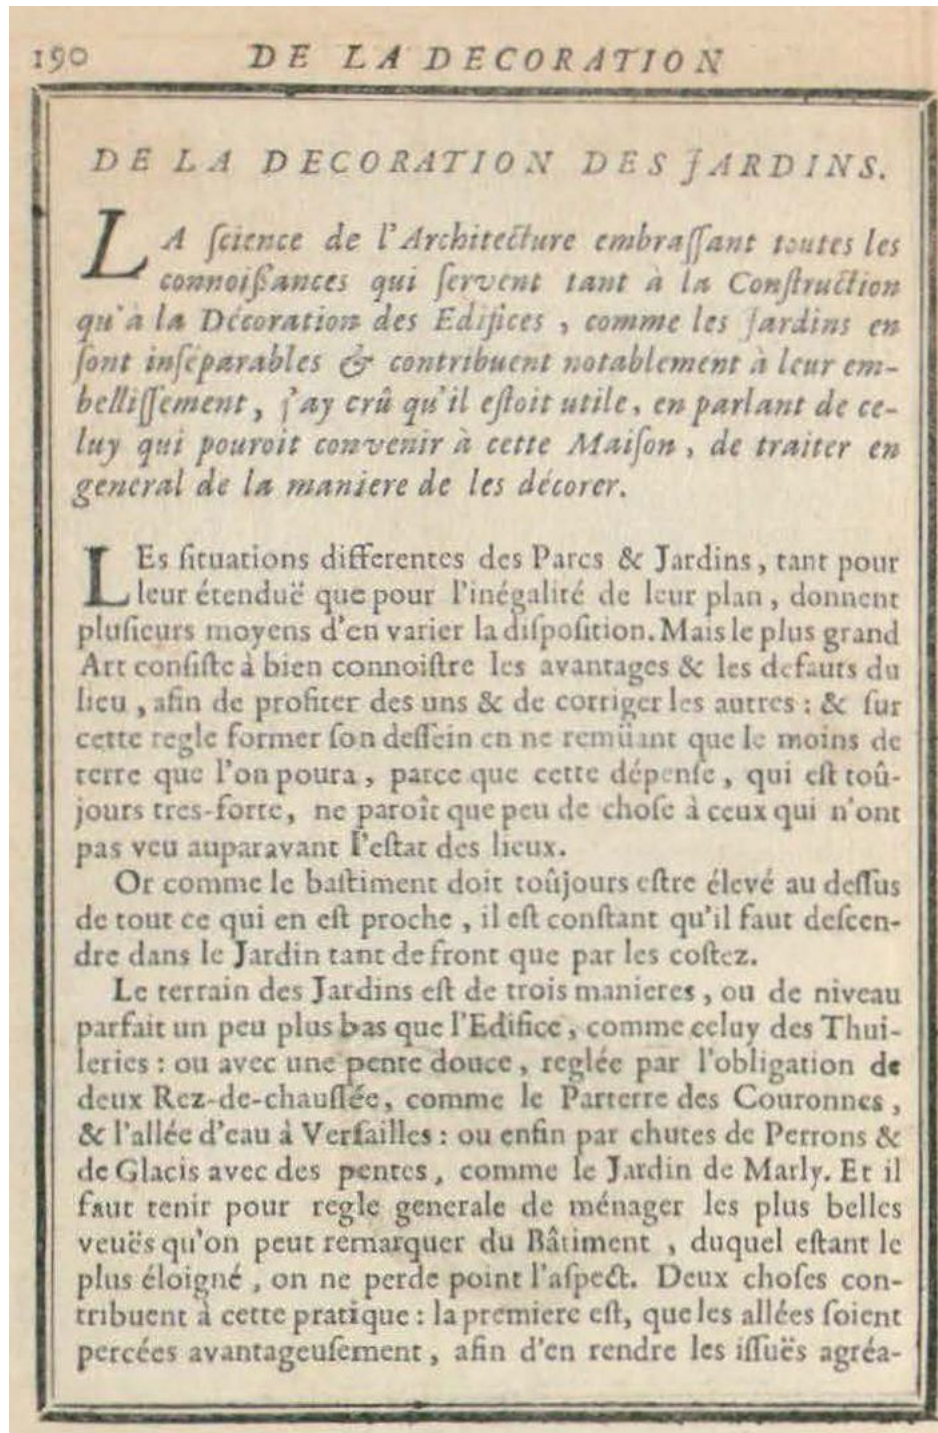 190 DE LA DECORATION
DE LA DECORATION DES JARDINS.
LA ſcience de l'Architecture embraſſant toutes les
connoiſsances qui ſervent tant à la Conſtruction
qu'à la Décoration des Edifices, comme les Jardins en
ſont inſéparables & contribuent notablement à leur em-
belliſſement, j'ay crû qu'il eſtoit utile, en parlant de ce-
luy qui pouroit convenir à cette Maiſon, de traiter en
general de la maniere de les décorer.
LEs ſituations differentes des Parcs & Jardins, tant pour
leur étenduë que pour l'inégalité de leur plan, donnent
pluſieurs moyens d'en varier la diſpoſition. Mais le plus grand
Art conſiſte à bien connoiſtre les avantages & les defauts du
lieu, afin de profiter des uns & de corriger les autres : & ſur
cette regle former ſon deſſein en ne remüant que le moins de
terre que l'on poura, parce que cette dépenſe, qui eſt toû-
jours tres-forte, ne paroît que peu de choſe à ceux qui n'ont
pas veu auparavant l'eſtat des lieux.
Or comme le baſtiment doit toûjours eſtre élevé au deſſus
de tout ce qui en eſt proche, il eſt conſtant qu'il faut deſcen-
dre dans le Jardin tant de front que par les coſtez.
Le terrain des Jardins eſt de trois manieres, ou de niveau
parfait un peu plus bas que l'Edifice, comme celuy des Thui-
leries : ou avec une pente douce, reglée par l'obligation de
deux Rez-de-chauſſée, comme le Parterre des Couronnes,
& l'allée d'eau à Verſailles : ou enfin par chutes de Perrons &
de Glacis avec des pentes, comme le Jardin de Marly. Et il
faut tenir pour regle generale de ménager les plus belles
veuës qu'on peut remarquer du Bâtiment, duquel eſtant le
plus éloigné, on ne perde point l'aſpect. Deux choſes con-
tribuent à cette pratique : la premiere eſt, que les allées ſoient
percées avantageuſement, afin d'en rendre les iſſuës agréa-